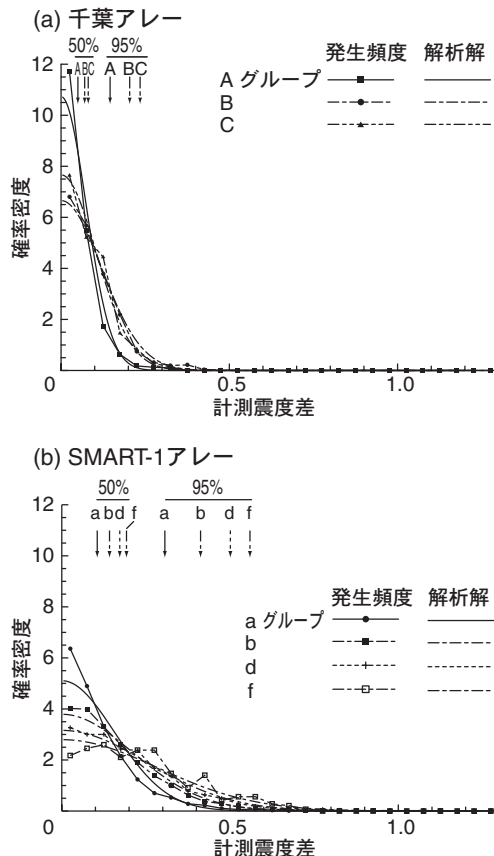 (a) 千葉アレー
50% 95%
A B C A B C
発生頻度 解析解
A グループ
B
C
確率密度
12
10
8
6
4
2
0 0.5 1.0
計測震度差
(b) SMART-1アレー
50% 95%
a b d f a b d f
発生頻度 解析解
a グループ
b
d
f
確率密度
12
10
8
6
4
2
0 0.5 1.0
計測震度差